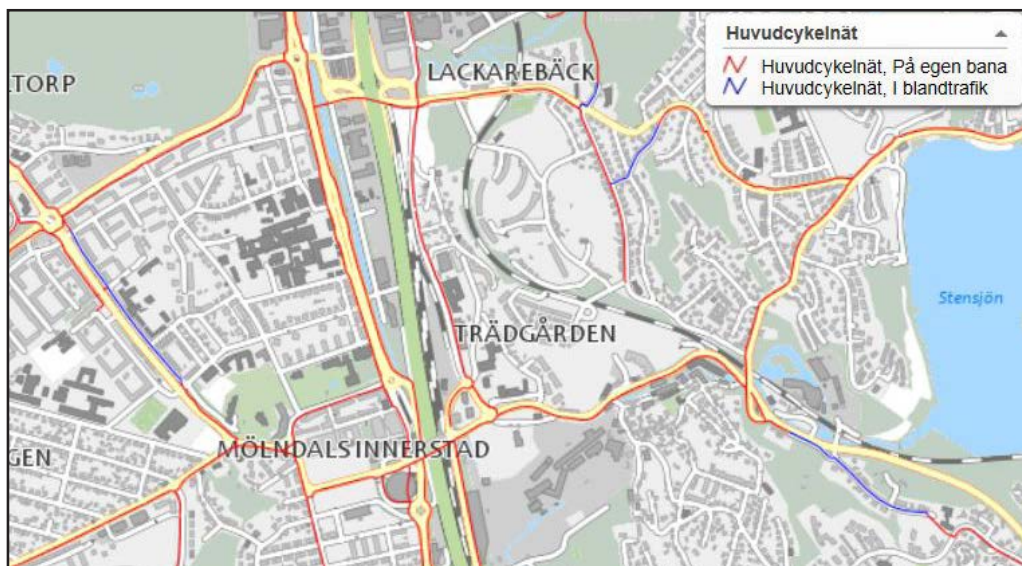 Huvudcykelnät
Huvudcykelnät, På egen bana
Huvudcykelnät, I blandtrafik
LACKAREBÄCK
TORP
Stensjön
TRÄDGÅRDEN
MÖLNDALSINNERSTAD
GEN